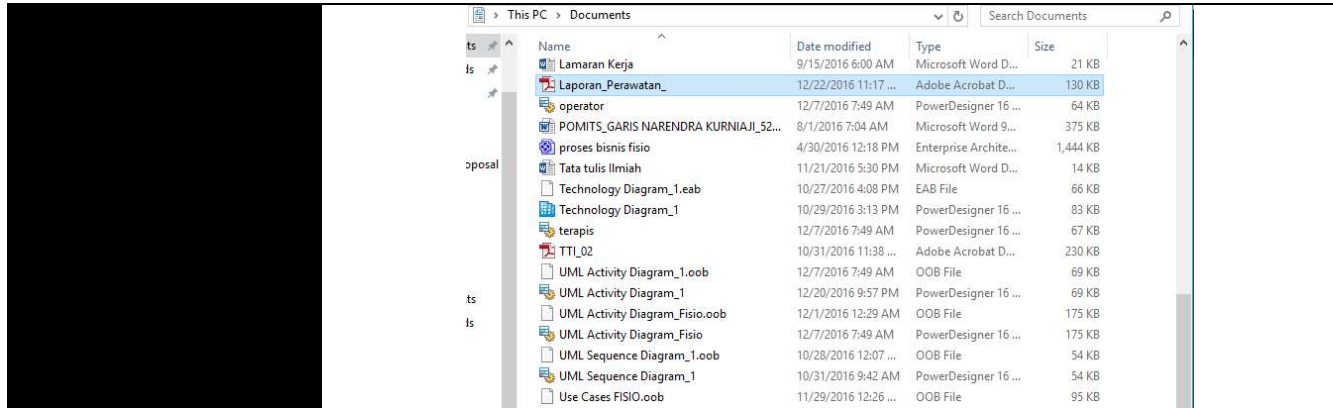 This PC > Documents Search Documents
ts Name Date modified Type Size
Lamaran Kerja 9/15/2016 6:00 AM Microsoft Word D... 21 KB
ds Laporan_Perawatan_ 12/22/2016 11:17 ... Adobe Acrobat D... 130 KB
operator 12/7/2016 7:49 AM PowerDesigner 16 ... 64 KB
POMITS_GARIS NARENDRA KURNIAJI_52... 8/1/2016 7:04 AM Microsoft Word 9... 375 KB
proses bisnis fisio 4/30/2016 12:18 PM Enterprise Archite... 1,444 KB
oposal Tata tulis Ilmiah 11/21/2016 5:30 PM Microsoft Word D... 14 KB
Technology Diagram_1.eab 10/27/2016 4:08 PM EAB File 66 KB
Technology Diagram_1 10/29/2016 3:13 PM PowerDesigner 16 ... 83 KB
terapis 12/7/2016 7:49 AM PowerDesigner 16 ... 67 KB
TTI_02 10/31/2016 11:38 ... Adobe Acrobat D... 230 KB
UML Activity Diagram_1.oob 12/7/2016 7:49 AM OOB File 69 KB
ts UML Activity Diagram_1 12/20/2016 9:57 PM PowerDesigner 16 ... 69 KB
UML Activity Diagram_Fisio.oob 12/1/2016 12:29 AM OOB File 175 KB
ds UML Activity Diagram_Fisio 12/7/2016 7:49 AM PowerDesigner 16 ... 175 KB
UML Sequence Diagram_1.oob 10/28/2016 12:07 ... OOB File 54 KB
UML Sequence Diagram_1 10/31/2016 9:42 AM PowerDesigner 16 ... 54 KB
Use Cases FISIO.oob 11/29/2016 12:26 ... OOB File 95 KB